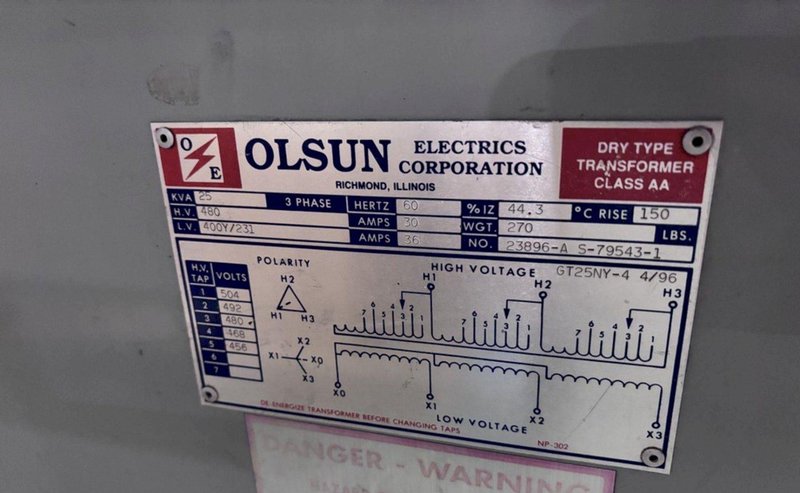 O E OLSUN ELECTRICS CORPORATION
RICHMOND, ILLINOIS
DRY TYPE
TRANSFORMER
CLASS AA
KVA 25 3 PHASE HERTZ 60 %IZ 44.3 °C RISE 150
H.V. 480 AMPS 30 WGT. 270 LBS.
L.V. 400Y/231 AMPS 36 NO. 23896-A S-79543-1
H.V. TAP VOLTS
1 504
2 492
3 480
4 468
5 456
6
7
POLARITY
H2
H1 H3
X2
X1 X0
X3
HIGH VOLTAGE GT25NY-4 4/96
H1 H2 H3
7 6 5 4 3 2 1 7 6 5 4 3 2 1 7 6 5 4 3 2 1
X0 X1 X2 X3
LOW VOLTAGE
DE-ENERGIZE TRANSFORMER BEFORE CHANGING TAPS
NP-302
DANGER - WARNING